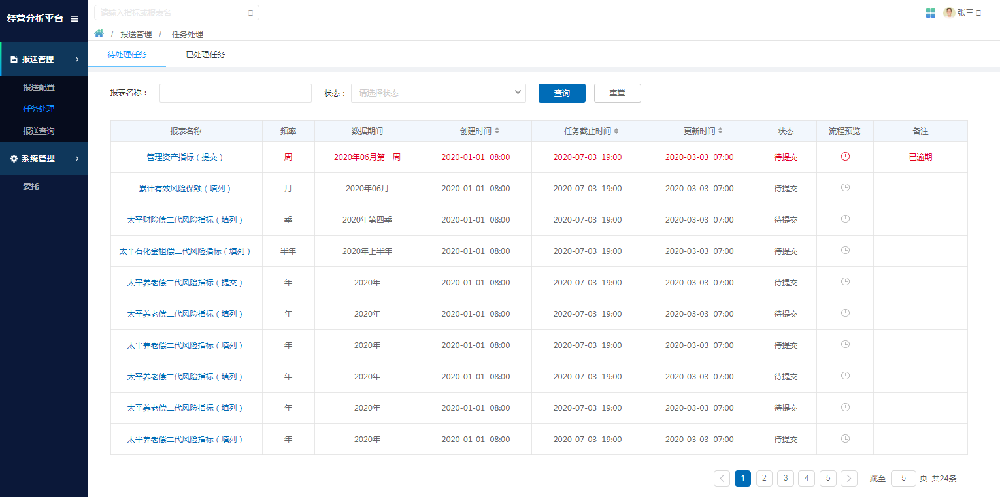 经营分析平台
请输入指标或报表名
张三
/ 报送管理 / 任务处理
待处理任务 已处理任务
报送管理
报送配置
任务处理
报送查询
系统管理
委托
报表名称： 状态： 请选择状态 查询 重置
报表名称 频率 数据期间 创建时间 任务截止时间 更新时间 状态 流程预览 备注
管理资产指标（提交） 周 2020年06月第一周 2020-01-01 08:00 2020-07-03 19:00 2020-03-03 07:00 待提交 已逾期
累计有效风险保额（填列） 月 2020年06月 2020-01-01 08:00 2020-07-03 19:00 2020-03-03 07:00 待提交
太平财险偿二代风险指标（填列） 季 2020年第四季 2020-01-01 08:00 2020-07-03 19:00 2020-03-03 07:00 待提交
太平石化金租偿二代风险指标（填列） 半年 2020年上半年 2020-01-01 08:00 2020-07-03 19:00 2020-03-03 07:00 待提交
太平养老偿二代风险指标（提交） 年 2020年 2020-01-01 08:00 2020-07-03 19:00 2020-03-03 07:00 待提交
太平养老偿二代风险指标（填列） 年 2020年 2020-01-01 08:00 2020-07-03 19:00 2020-03-03 07:00 待提交
太平养老偿二代风险指标（填列） 年 2020年 2020-01-01 08:00 2020-07-03 19:00 2020-03-03 07:00 待提交
太平养老偿二代风险指标（填列） 年 2020年 2020-01-01 08:00 2020-07-03 19:00 2020-03-03 07:00 待提交
太平养老偿二代风险指标（填列） 年 2020年 2020-01-01 08:00 2020-07-03 19:00 2020-03-03 07:00 待提交
太平养老偿二代风险指标（填列） 年 2020年 2020-01-01 08:00 2020-07-03 19:00 2020-03-03 07:00 待提交
1 2 3 4 5 跳至 5 页 共24条